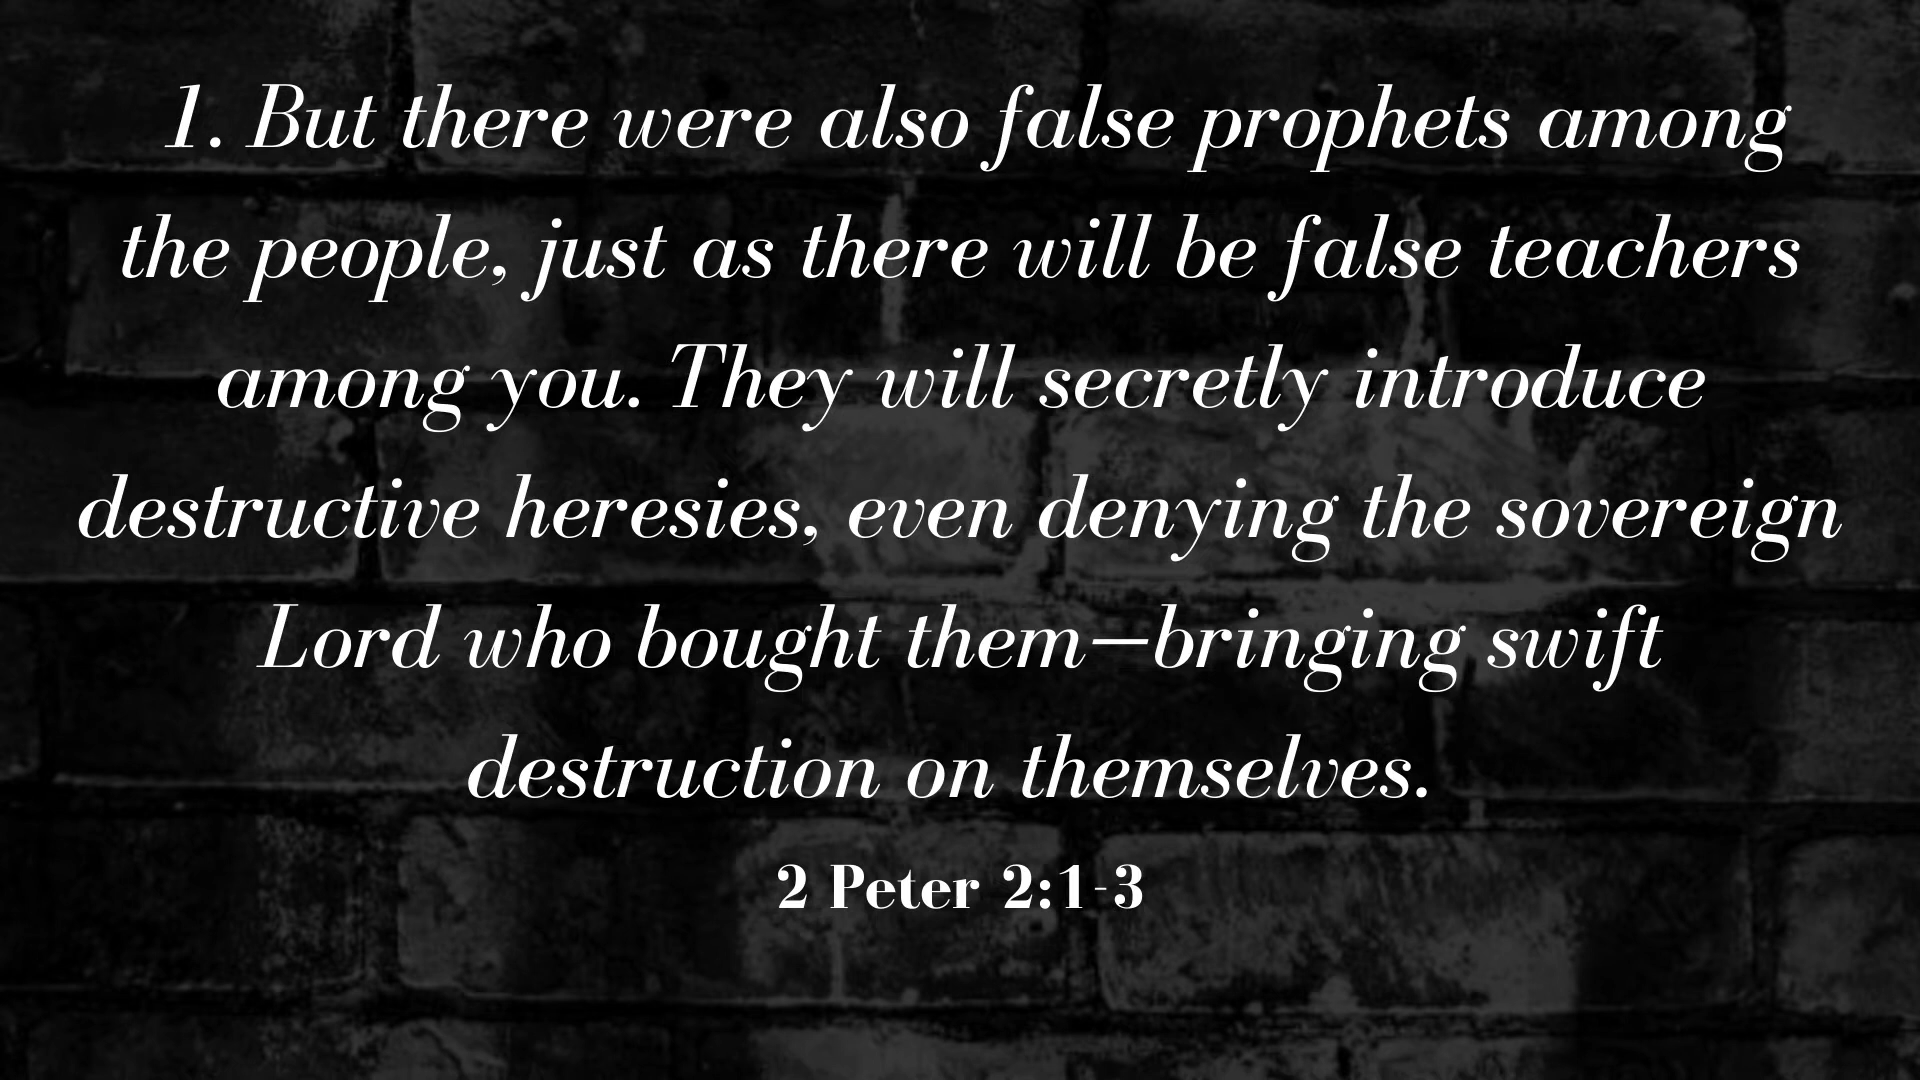 1. But there were also false prophets among
the people, just as there will be false teachers
among you. They will secretly introduce
destructive heresies, even denying the sovereign
Lord who bought them—bringing swift
destruction on themselves.
2 Peter 2:1-3